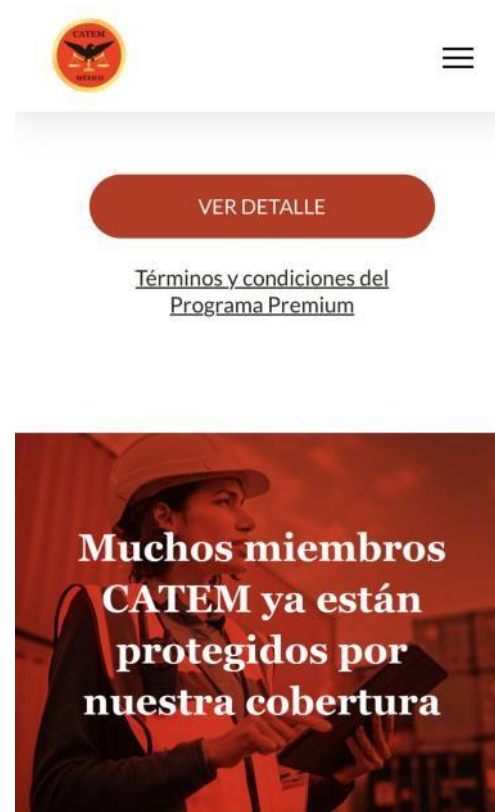 CATEM
MÉXICO
VER DETALLE
Términos y condiciones del
Programa Premium
Muchos miembros
CATEM ya están
protegidos por
nuestra cobertura